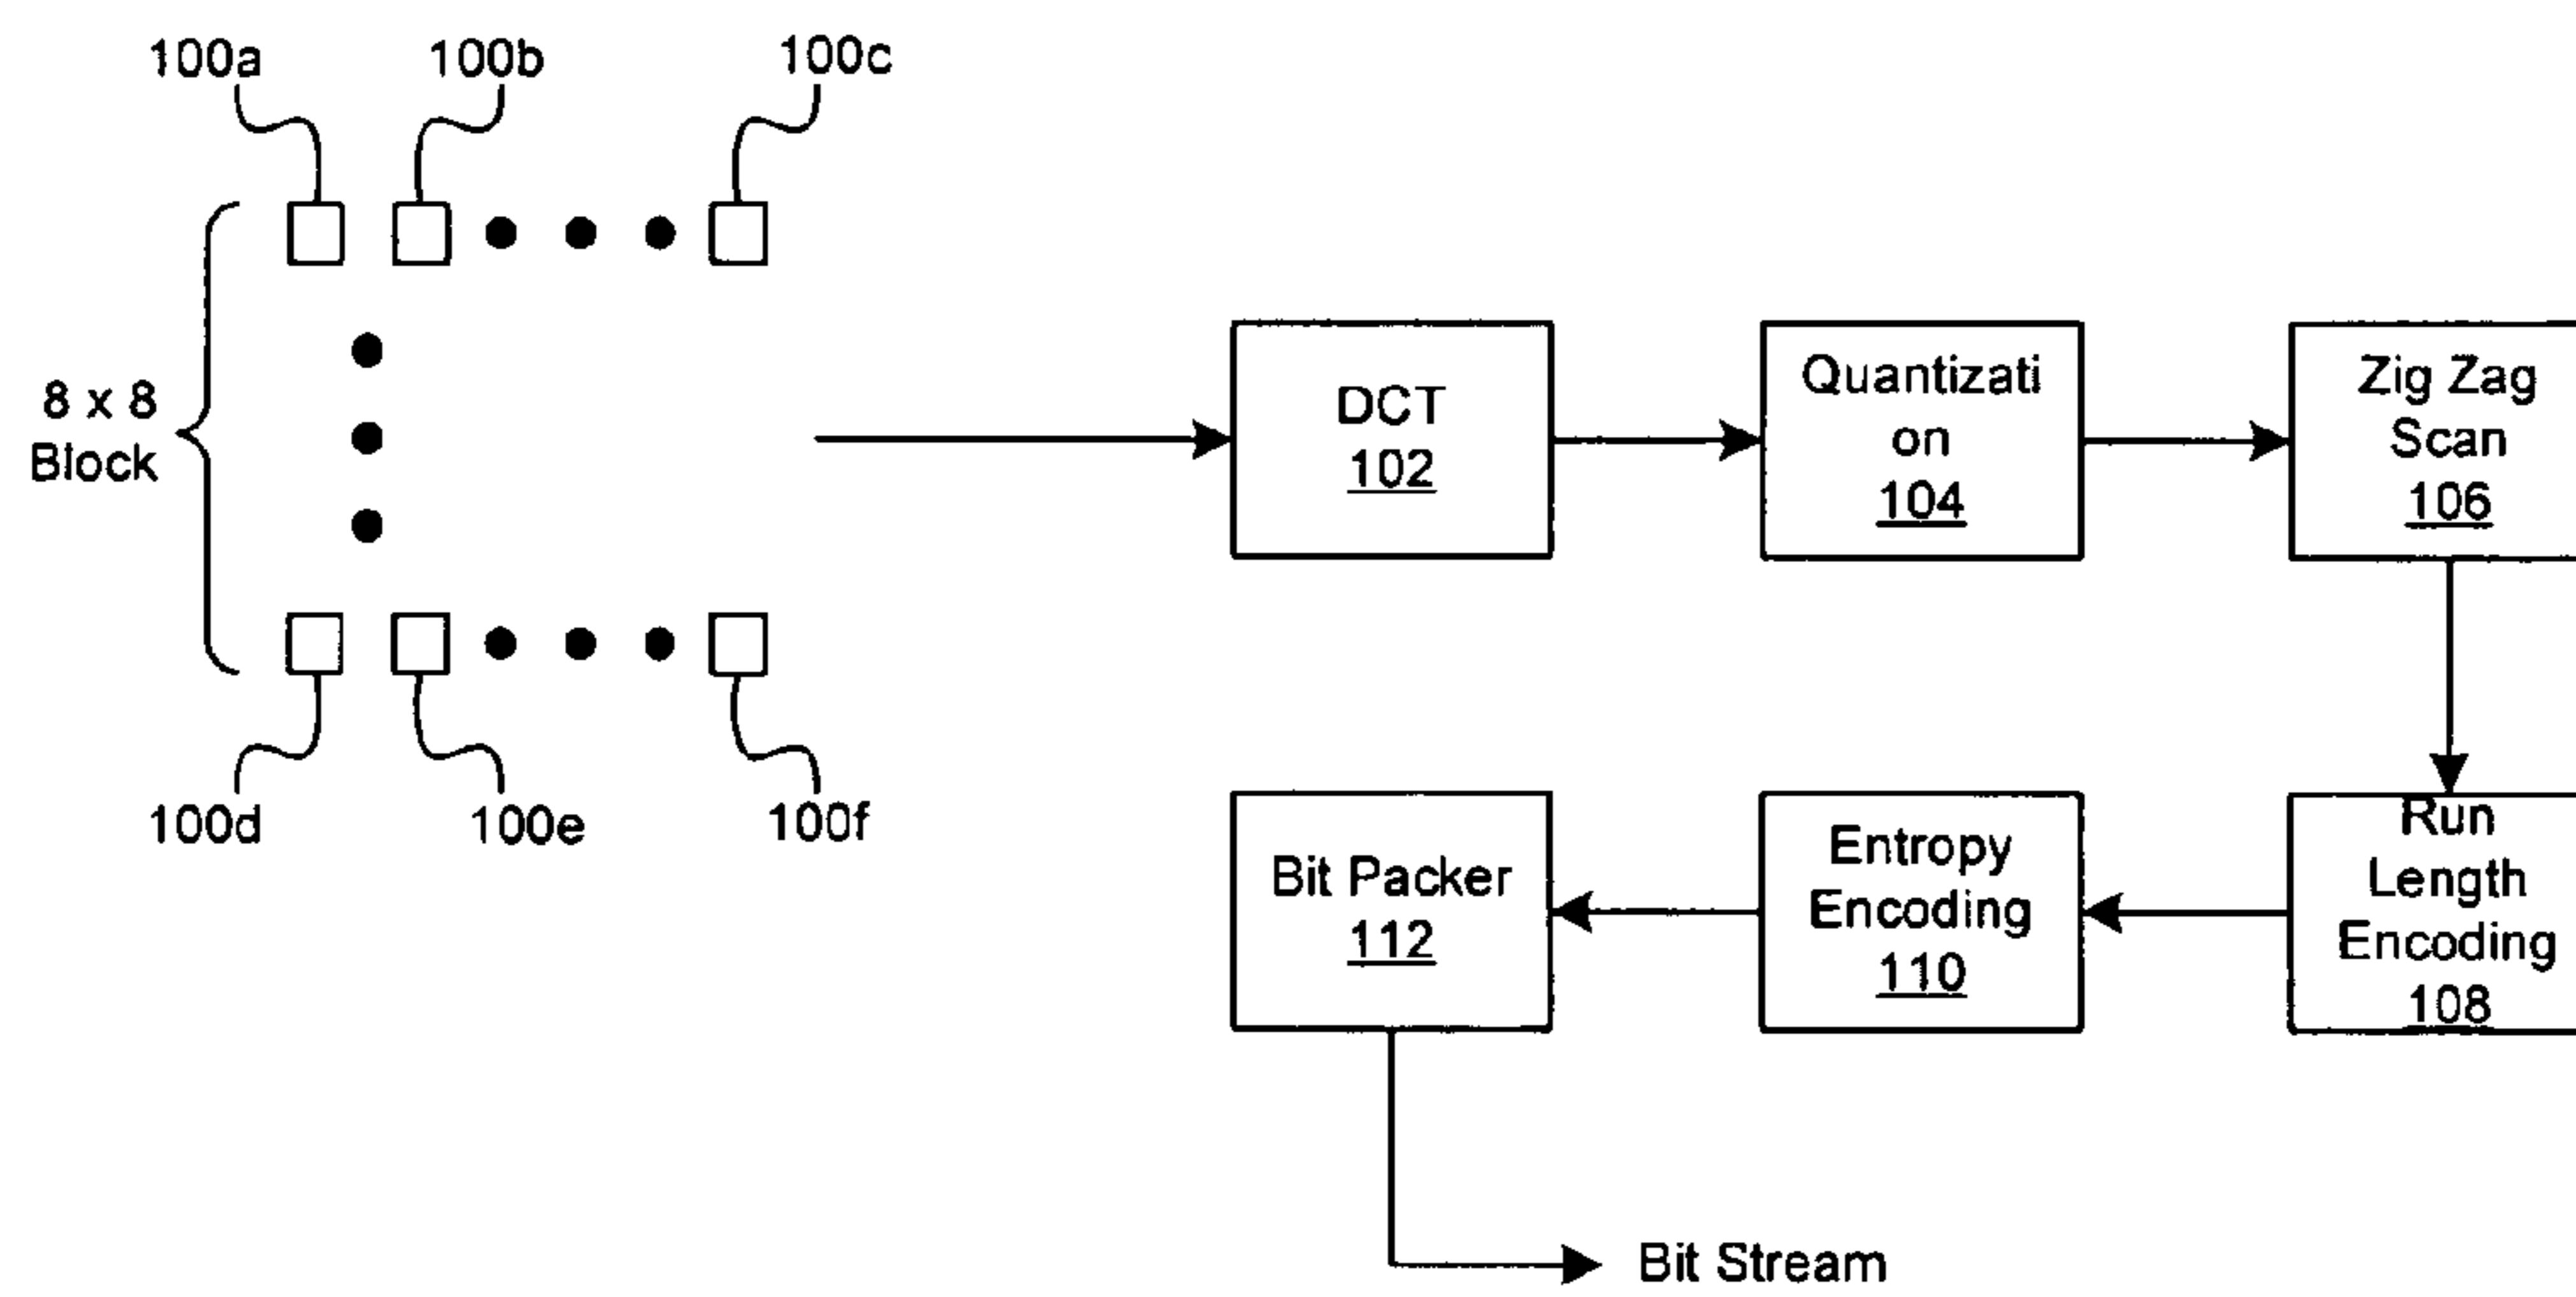 100a
100b
100c
8 x 8
Block
100d
100e
100f
DCT
102
Quantizati
on
104
Zig Zag
Scan
106
Run
Length
Encoding
108
Entropy
Encoding
110
Bit Packer
112
Bit Stream